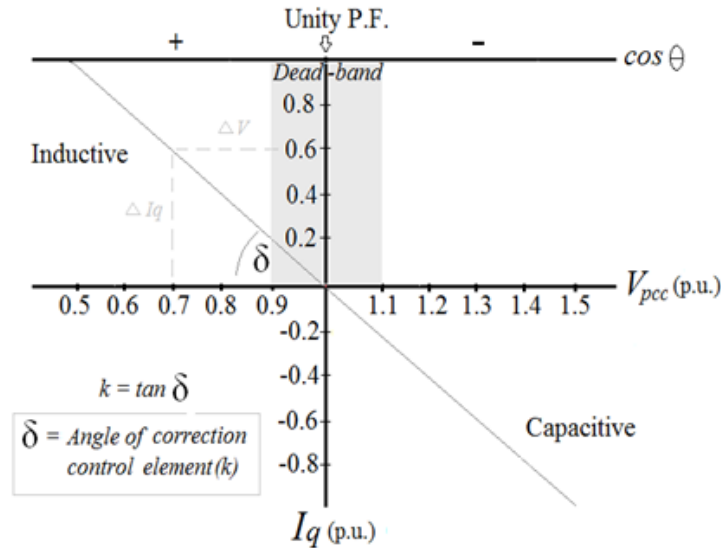 Unity P.F.
+ -
cos θ
Dead-band
0.8
ΔV
Inductive
0.6
0.4
ΔIq
0.2
δ
0.5 0.6 0.7 0.8 0.9 1.1 1.2 1.3 1.4 1.5
Vpcc (p.u.)
-0.2
k = tan δ
-0.4
δ = Angle of correction
control element(k)
-0.6
Capacitive
-0.8
Iq (p.u.)